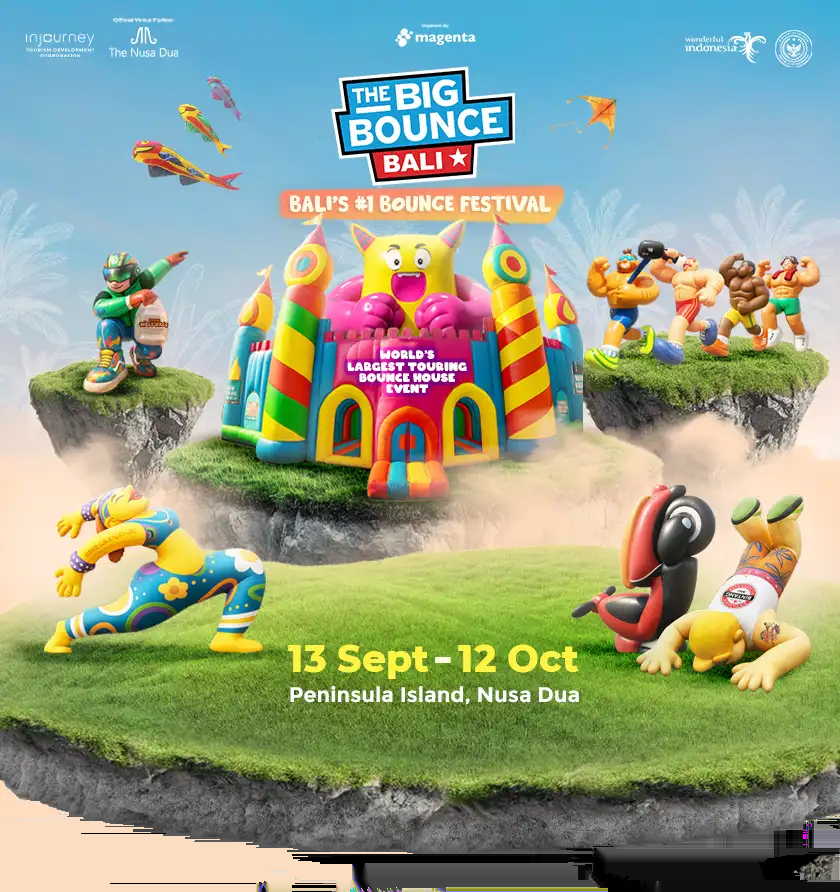 injourney
TOURISM DEVELOPMENT
CORPORATION
Official Venue Partner
The Nusa Dua
Organized By
magenta
wonderful
indonesia
THE BIG
BOUNCE
BALI
BALI'S #1 BOUNCE FESTIVAL
WORLD'S
LARGEST TOURING
BOUNCE HOUSE
EVENT
BINTANG
13 Sept - 12 Oct
Peninsula Island, Nusa Dua